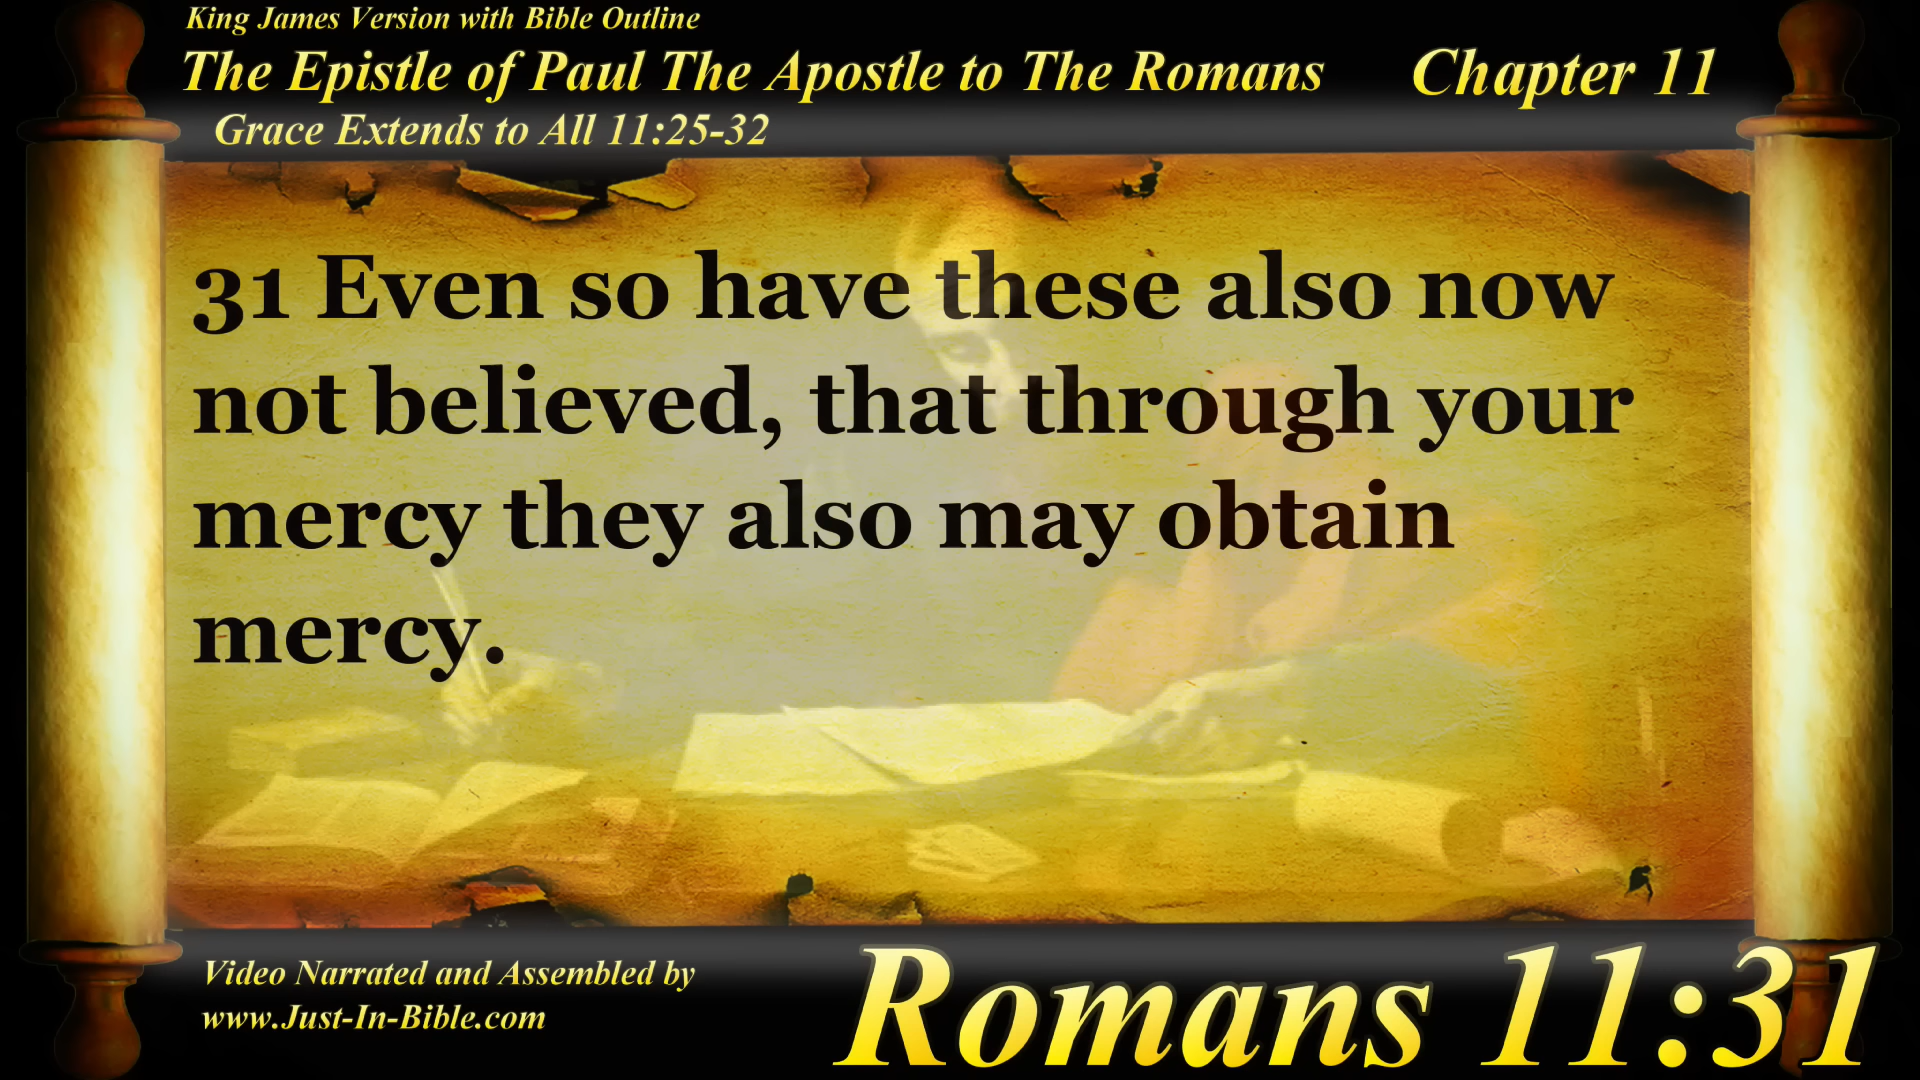 King James Version with Bible Outline
The Epistle of Paul The Apostle to The Romans Chapter 11
Grace Extends to All 11:25-32
31 Even so have these also now
not believed, that through your
mercy they also may obtain
mercy.
Video Narrated and Assembled by
www.Just-In-Bible.com
Romans 11:31